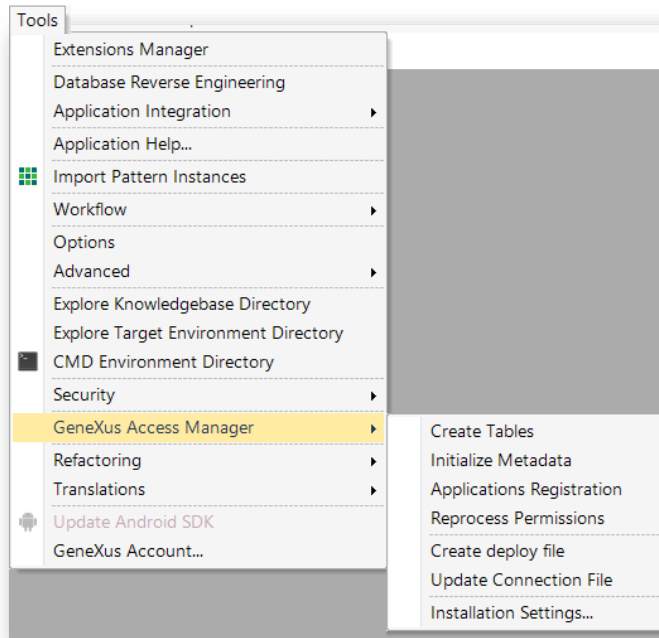 Tools
Extensions Manager
Database Reverse Engineering
Application Integration
Application Help...
Import Pattern Instances
Workflow
Options
Advanced
Explore Knowledgebase Directory
Explore Target Environment Directory
CMD Environment Directory
Security
GeneXus Access Manager
Refactoring
Translations
Update Android SDK
GeneXus Account...
Create Tables
Initialize Metadata
Applications Registration
Reprocess Permissions
Create deploy file
Update Connection File
Installation Settings...